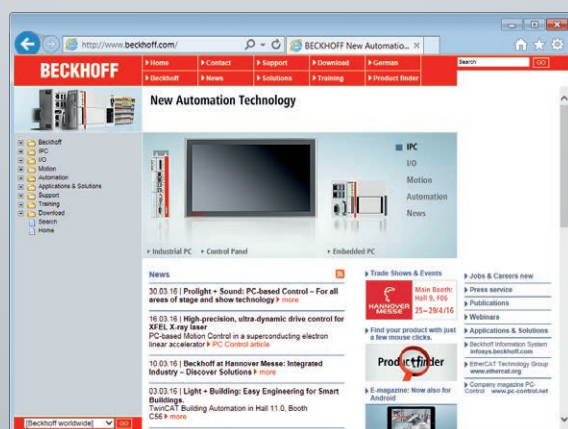 http://www.beckhoff.com/
BECKHOFF New Automatio...
BECKHOFF
Home
Contact
Support
Download
German
Search
GO
Beckhoff
News
Solutions
Training
Product finder
New Automation Technology
Beckhoff
IPC
I/O
Motion
Automation
Applications & Solutions
Support
Training
Download
Search
Home
IPC
I/O
Motion
Automation
News
Industrial PC
Control Panel
Embedded PC
News
30.03.16 | Prolight + Sound: PC-based Control – For all
areas of stage and show technology more
16.03.16 | High-precision, ultra-dynamic drive control for
XFEL X-ray laser
PC-based Motion Control in a superconducting electron
linear accelerator PC Control article
10.03.16 | Beckhoff at Hannover Messe: Integrated
Industry – Discover Solutions more
03.03.16 | Light + Building: Easy Engineering for Smart
Buildings.
TwinCAT Building Automation in Hall 11.0, Booth
C56 more
Trade Shows & Events
HANNOVER
MESSE
Main Booth:
Hall 9, F06
25–29/4/16
Find your product with just
a few mouse clicks.
Product finder
E-magazine: Now also for
Android
Jobs & Careers new
Press service
Publications
Webinars
Applications & Solutions
Beckhoff Information System
infosys.beckhoff.com
EtherCAT Technology Group
www.ethercat.org
Company magazine PC-
Control www.pc-control.net
[Beckhoff worldwide]
GO